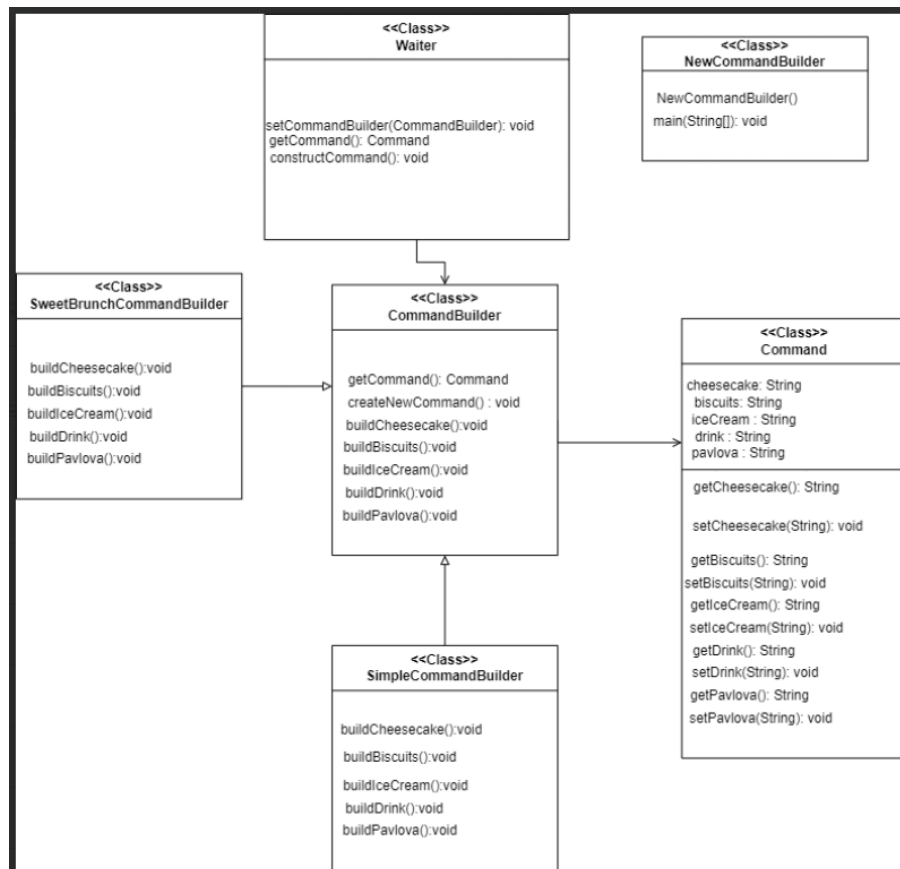 <<Class>>
Waiter
setCommandBuilder(CommandBuilder): void
getCommand(): Command
constructCommand(): void
<<Class>>
NewCommandBuilder
NewCommandBuilder()
main(String[]): void
<<Class>>
SweetBrunchCommandBuilder
buildCheesecake():void
buildBiscuits():void
buildIceCream():void
buildDrink():void
buildPavlova():void
<<Class>>
CommandBuilder
getCommand(): Command
createNewCommand() : void
buildCheesecake():void
buildBiscuits():void
buildIceCream():void
buildDrink():void
buildPavlova():void
<<Class>>
Command
cheesecake: String
biscuits: String
iceCream : String
drink : String
pavlova : String
getCheesecake(): String
setCheesecake(String): void
getBiscuits(): String
setBiscuits(String): void
getIceCream(): String
setIceCream(String): void
getDrink(): String
setDrink(String): void
getPavlova(): String
setPavlova(String): void
<<Class>>
SimpleCommandBuilder
buildCheesecake():void
buildBiscuits():void
buildIceCream():void
buildDrink():void
buildPavlova():void